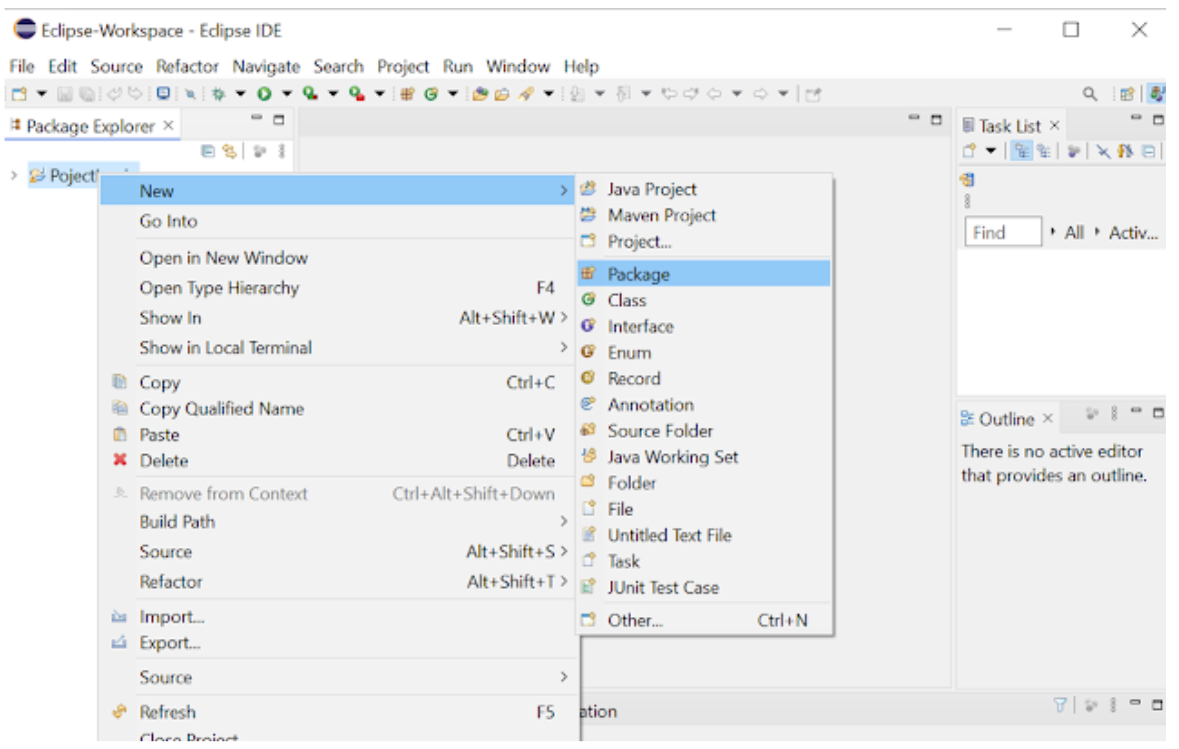 Eclipse-Workspace - Eclipse IDE
File Edit Source Refactor Navigate Search Project Run Window Help
Package Explorer
Task List
Poject
New
Go Into
Open in New Window
Open Type Hierarchy F4
Show In Alt+Shift+W >
Show in Local Terminal >
Copy Ctrl+C
Copy Qualified Name
Paste Ctrl+V
Delete Delete
Remove from Context Ctrl+Alt+Shift+Down
Build Path >
Source Alt+Shift+S >
Refactor Alt+Shift+T >
Import...
Export...
Source >
Refresh F5
Close Project
Java Project
Maven Project
Project...
Package
Class
Interface
Enum
Record
Annotation
Source Folder
Java Working Set
Folder
File
Untitled Text File
Task
JUnit Test Case
Other... Ctrl+N
Find All Activ...
Outline
There is no active editor
that provides an outline.
ation